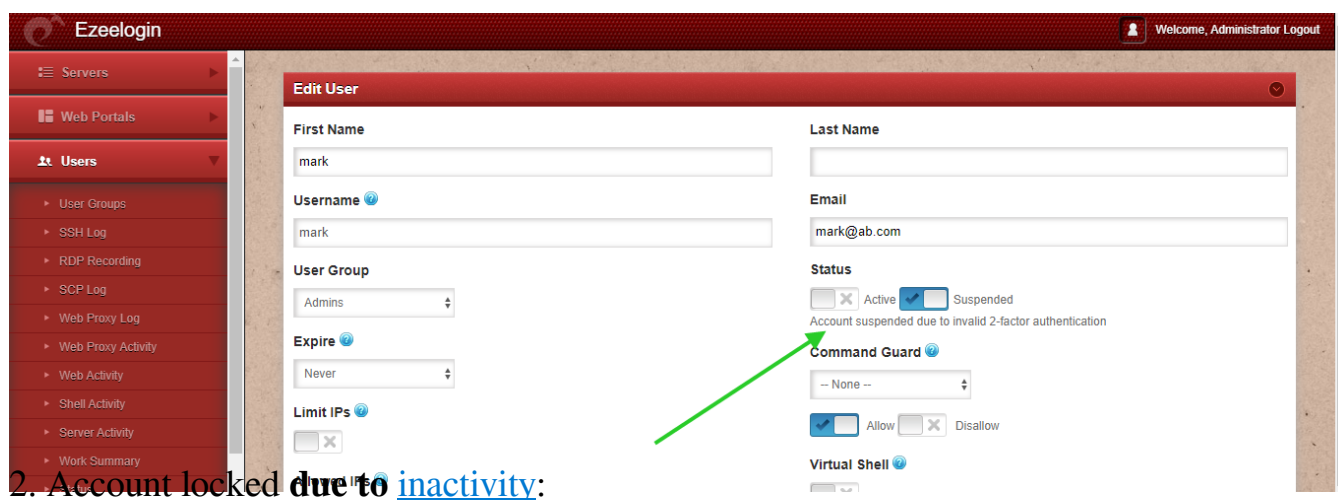 Ezeelogin
Welcome, Administrator Logout
Servers
Web Portals
Users
User Groups
SSH Log
RDP Recording
SCP Log
Web Proxy Log
Web Proxy Activity
Web Activity
Shell Activity
Server Activity
Work Summary
Status
Edit User
First Name
mark
Last Name
Username
mark
Email
mark@ab.com
User Group
Admins
Status
Active Suspended
Account suspended due to invalid 2-factor authentication
Expire
Never
Command Guard
-- None --
Limit IPs
Allow Disallow
Allowed IPs
Virtual Shell
2. Account locked due to inactivity: